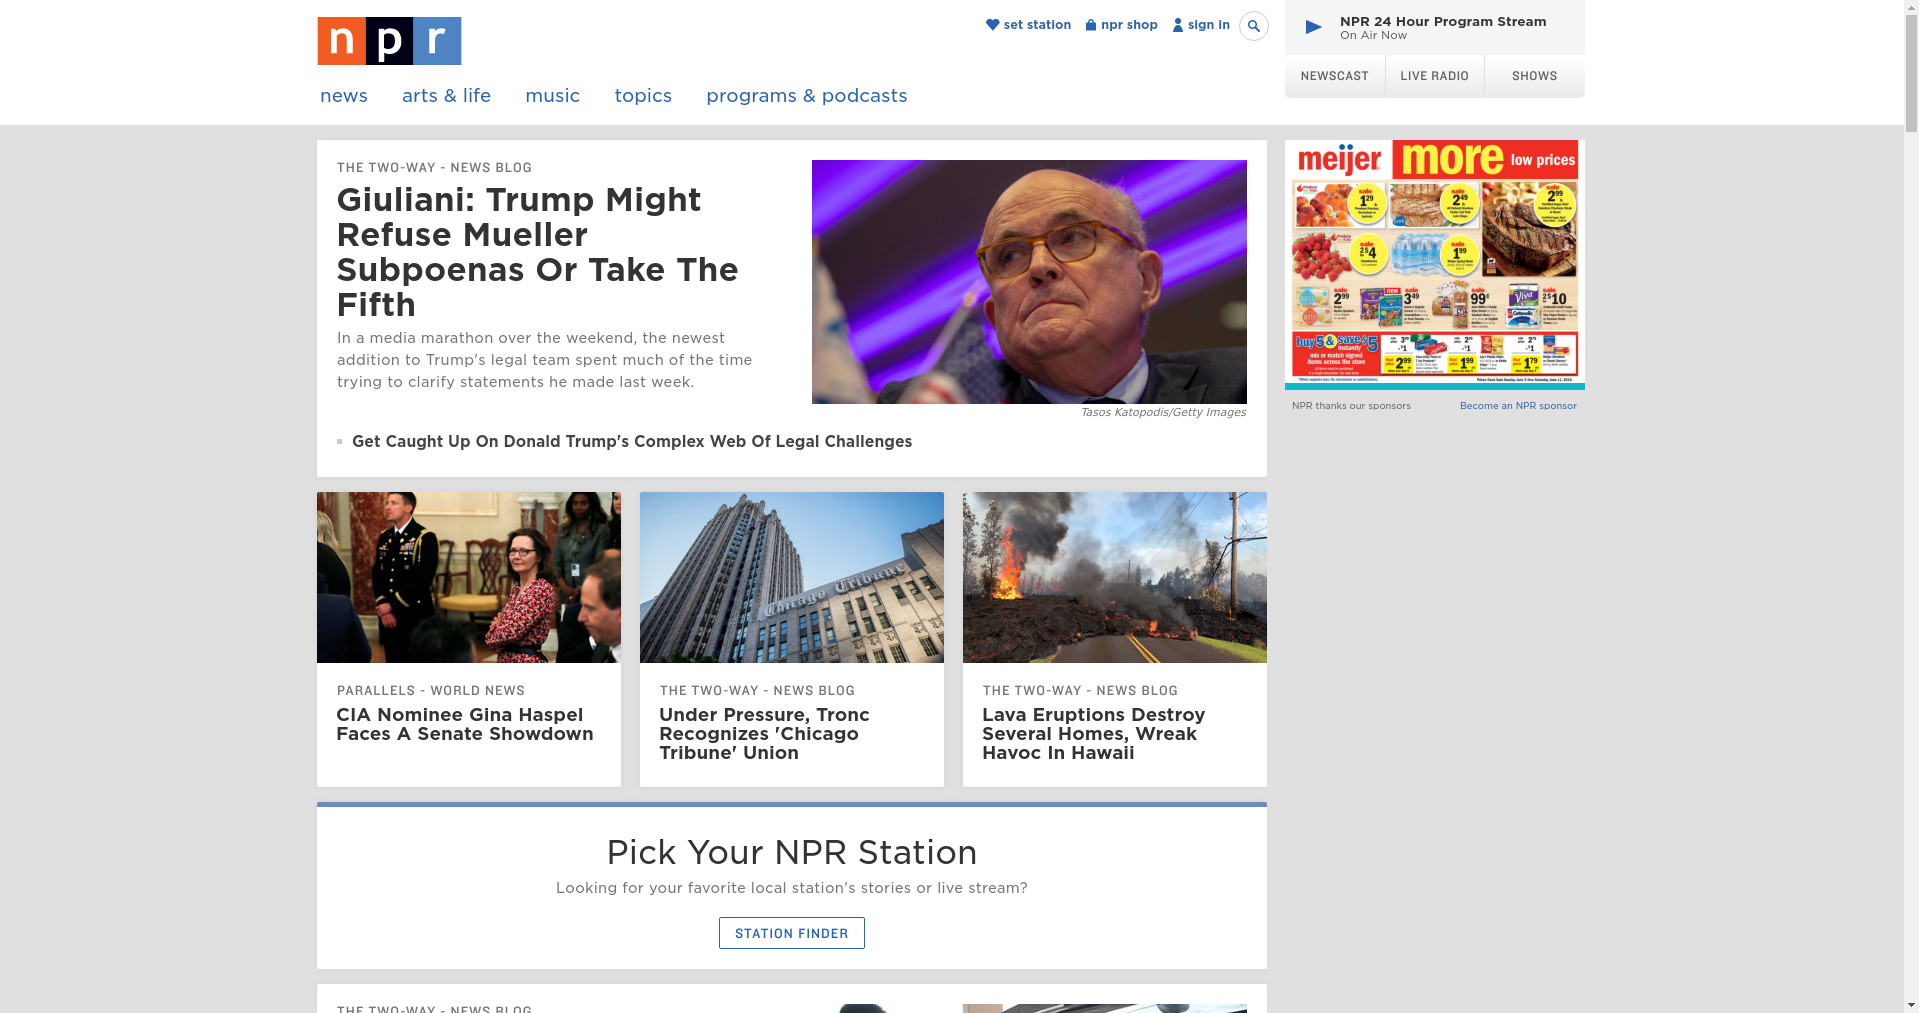 npr
set station
npr shop
sign in
NPR 24 Hour Program Stream
On Air Now
NEWSCAST
LIVE RADIO
SHOWS
news
arts & life
music
topics
programs & podcasts
THE TWO-WAY - NEWS BLOG
Giuliani: Trump Might
Refuse Mueller
Subpoenas Or Take The
Fifth
In a media marathon over the weekend, the newest
addition to Trump's legal team spent much of the time
trying to clarify statements he made last week.
Tasos Katopodis/Getty Images
Get Caught Up On Donald Trump's Complex Web Of Legal Challenges
meijer
more low prices
sale
1.29
sale
2.49
sale
2.99
sale
2$4
sale
1.99
sale
2.99
new
sale
3.49
sale
99¢
Viva
Cottonelle
sale
2$10
buy 5 & save $5
instantly
mix or match signed
items across the store
2.99
1.99
1.79
NPR thanks our sponsors
Become an NPR sponsor
Chicago Tribune
PARALLELS - WORLD NEWS
CIA Nominee Gina Haspel
Faces A Senate Showdown
THE TWO-WAY - NEWS BLOG
Under Pressure, Tronc
Recognizes 'Chicago
Tribune' Union
THE TWO-WAY - NEWS BLOG
Lava Eruptions Destroy
Several Homes, Wreak
Havoc In Hawaii
Pick Your NPR Station
Looking for your favorite local station's stories or live stream?
STATION FINDER
THE TWO-WAY - NEWS BLOG